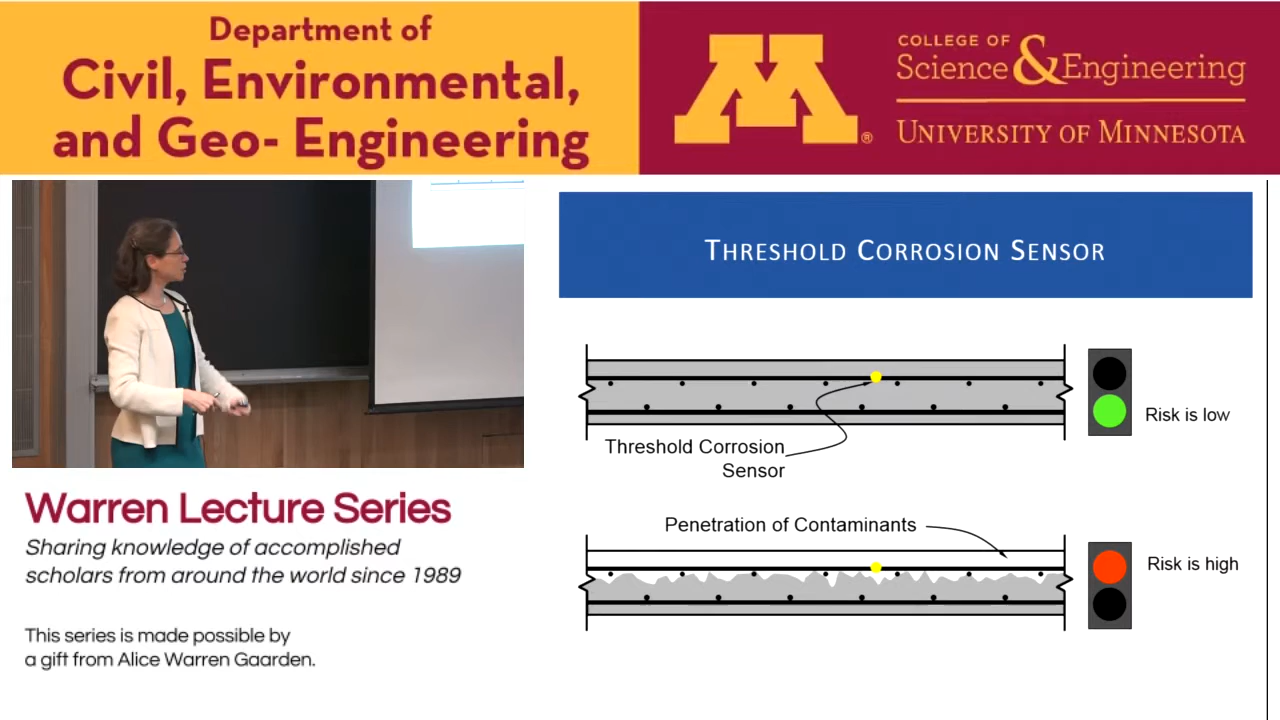 Department of
Civil, Environmental,
and Geo- Engineering
M®
COLLEGE OF
Science & Engineering
UNIVERSITY OF MINNESOTA
THRESHOLD CORROSION SENSOR
Risk is low
Threshold Corrosion
Sensor
Penetration of Contaminants
Risk is high
Warren Lecture Series
Sharing knowledge of accomplished
scholars from around the world since 1989
This series is made possible by
a gift from Alice Warren Gaarden.